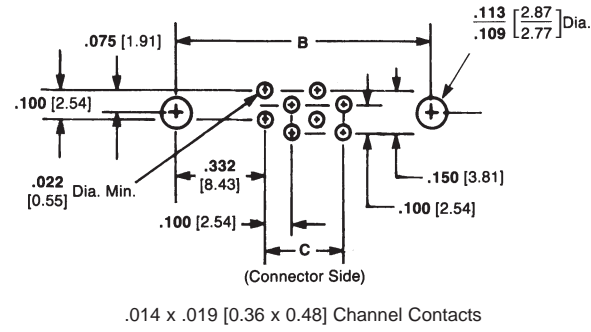 .113
.109 [2.87
2.77] Dia.
.075 [1.91]
B
.100 [2.54]
.332
[8.43]
.022
[0.55] Dia. Min.
.150 [3.81]
.100 [2.54]
.100 [2.54]
C
(Connector Side)
.014 x .019 [0.36 x 0.48] Channel Contacts